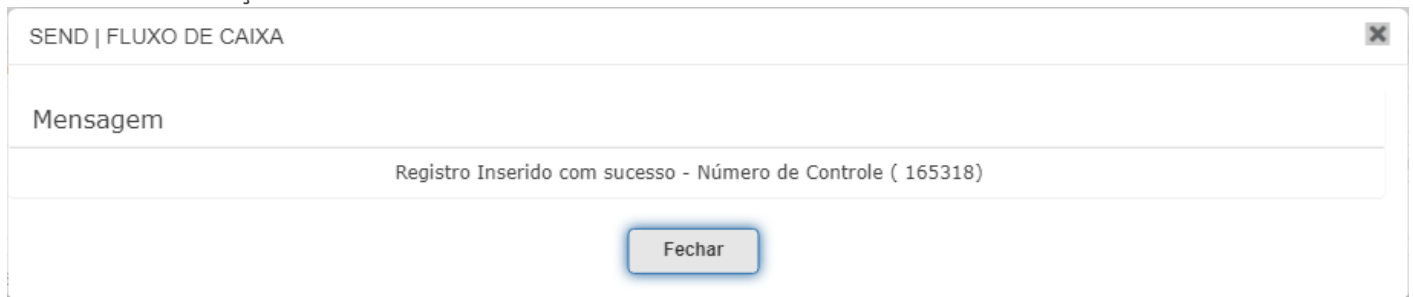 SEND | FLUXO DE CAIXA
Mensagem
Registro Inserido com sucesso - Número de Controle ( 165318)
Fechar